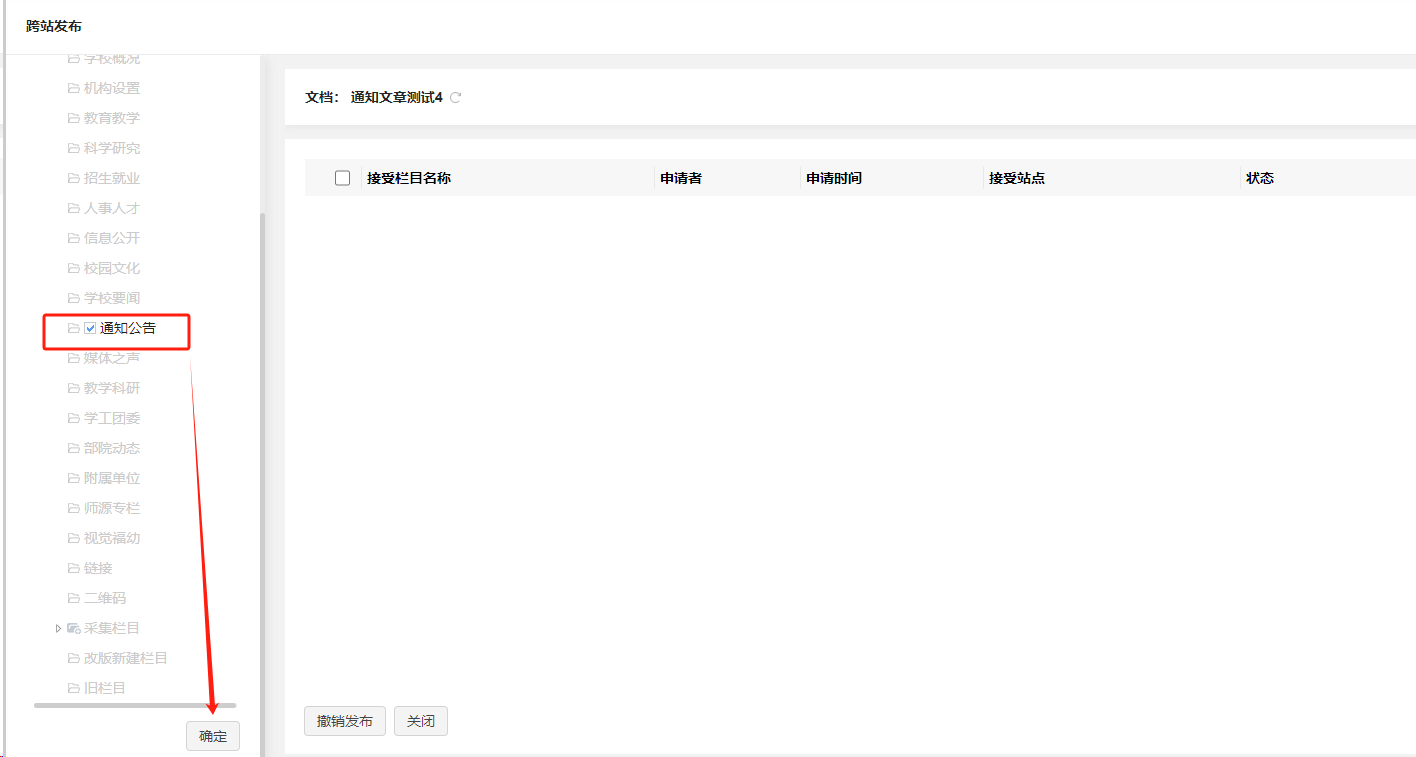 跨站发布
学校概况
机构设置
教育教学
科学研究
招生就业
人事人才
信息公开
校园文化
学校要闻
通知公告
媒体之声
教学科研
学工团委
部院动态
附属单位
师源专栏
视觉福幼
链接
二维码
采集栏目
改版新建栏目
旧栏目
确定
文档： 通知文章测试4
接受栏目名称 申请者 申请时间 接受站点 状态
撤销发布 关闭